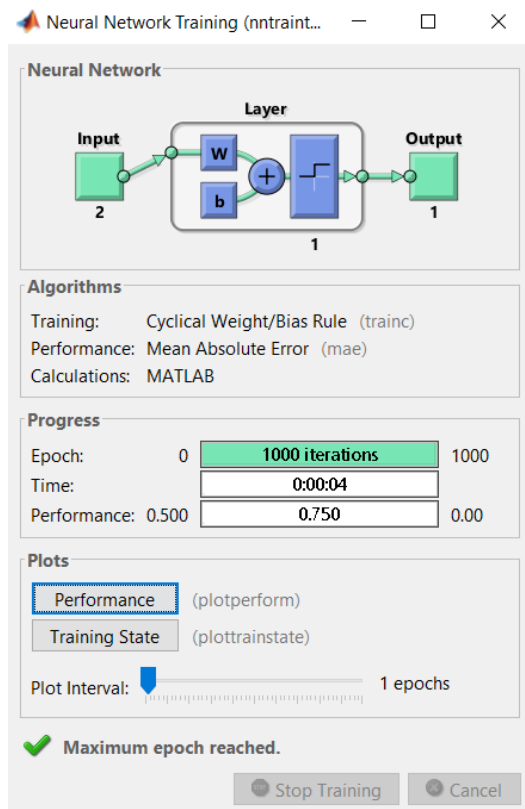 Neural Network Training (nntraint...
Neural Network
Layer
Input
Output
W
b
+
2
1
1
Algorithms
Training: Cyclical Weight/Bias Rule (trainc)
Performance: Mean Absolute Error (mae)
Calculations: MATLAB
Progress
Epoch: 0 1000 iterations 1000
Time: 0:00:04
Performance: 0.500 0.750 0.00
Plots
Performance (plotperform)
Training State (plottrainstate)
Plot Interval: 1 epochs
Maximum epoch reached.
Stop Training Cancel